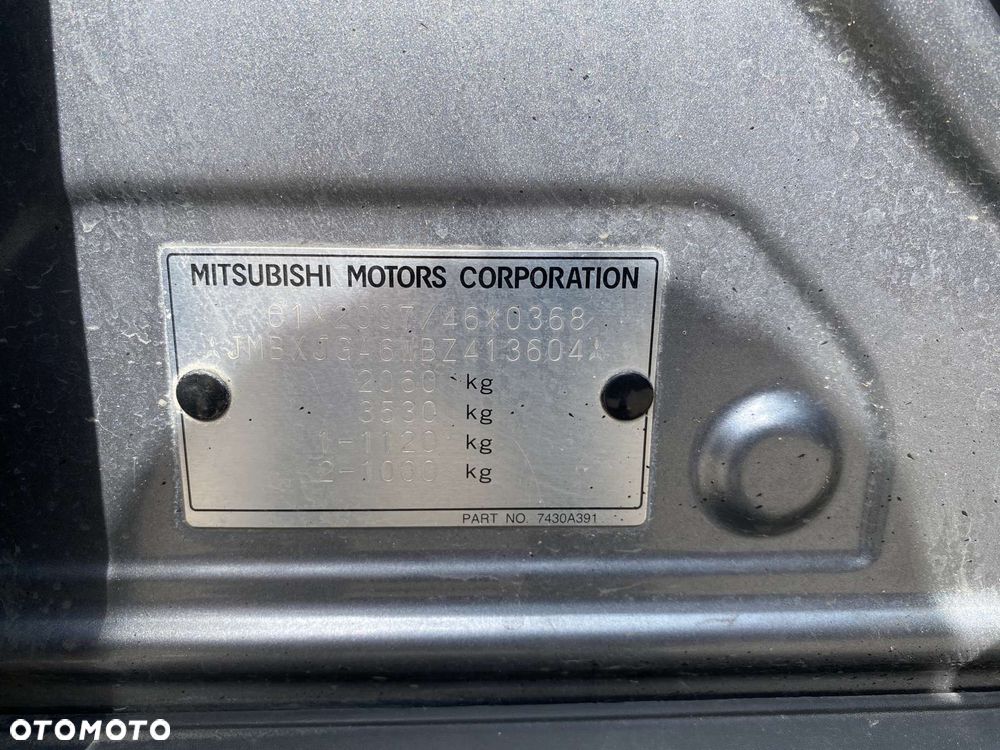 MITSUBISHI MOTORS CORPORATION
e1*2007/46*0368
2060 kg
3530 kg
1-1120 kg
2-1000 kg
PART NO. 7430A391
OTOMOTO